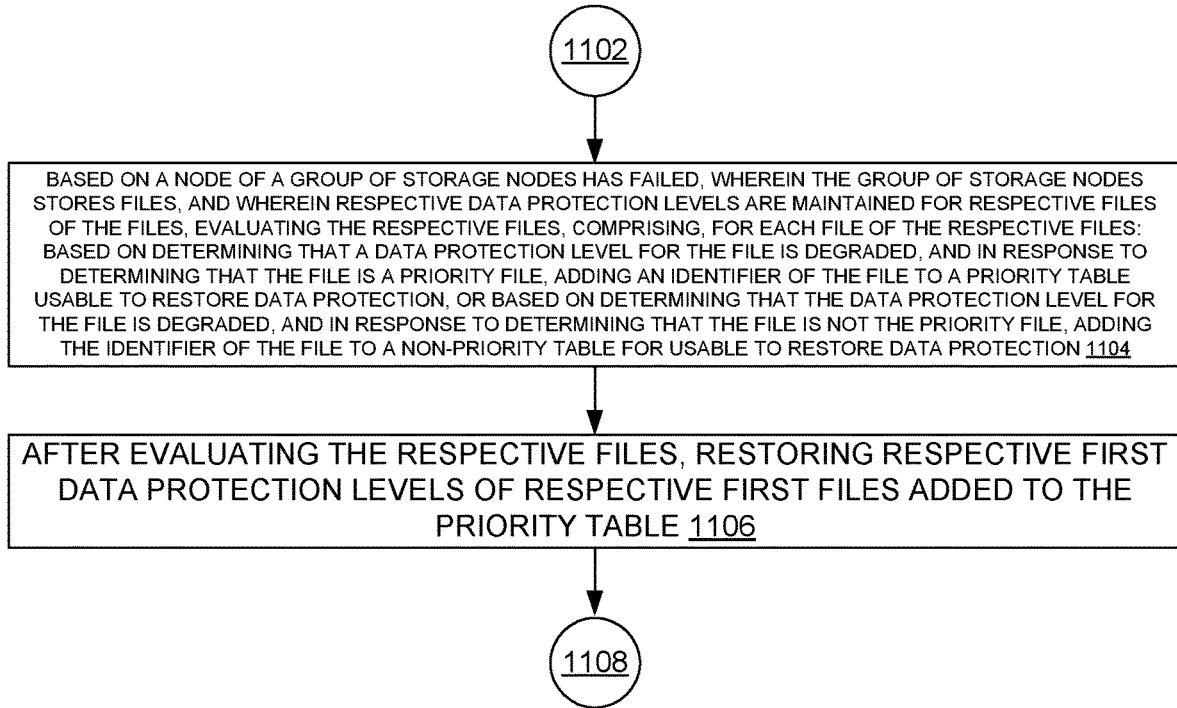 1102
BASED ON A NODE OF A GROUP OF STORAGE NODES HAS FAILED, WHEREIN THE GROUP OF STORAGE NODES
STORES FILES, AND WHEREIN RESPECTIVE DATA PROTECTION LEVELS ARE MAINTAINED FOR RESPECTIVE FILES
OF THE FILES, EVALUATING THE RESPECTIVE FILES, COMPRISING, FOR EACH FILE OF THE RESPECTIVE FILES:
BASED ON DETERMINING THAT A DATA PROTECTION LEVEL FOR THE FILE IS DEGRADED, AND IN RESPONSE TO
DETERMINING THAT THE FILE IS A PRIORITY FILE, ADDING AN IDENTIFIER OF THE FILE TO A PRIORITY TABLE
USABLE TO RESTORE DATA PROTECTION, OR BASED ON DETERMINING THAT THE DATA PROTECTION LEVEL FOR
THE FILE IS DEGRADED, AND IN RESPONSE TO DETERMINING THAT THE FILE IS NOT THE PRIORITY FILE, ADDING
THE IDENTIFIER OF THE FILE TO A NON-PRIORITY TABLE FOR USABLE TO RESTORE DATA PROTECTION 1104
AFTER EVALUATING THE RESPECTIVE FILES, RESTORING RESPECTIVE FIRST
DATA PROTECTION LEVELS OF RESPECTIVE FIRST FILES ADDED TO THE
PRIORITY TABLE 1106
1108